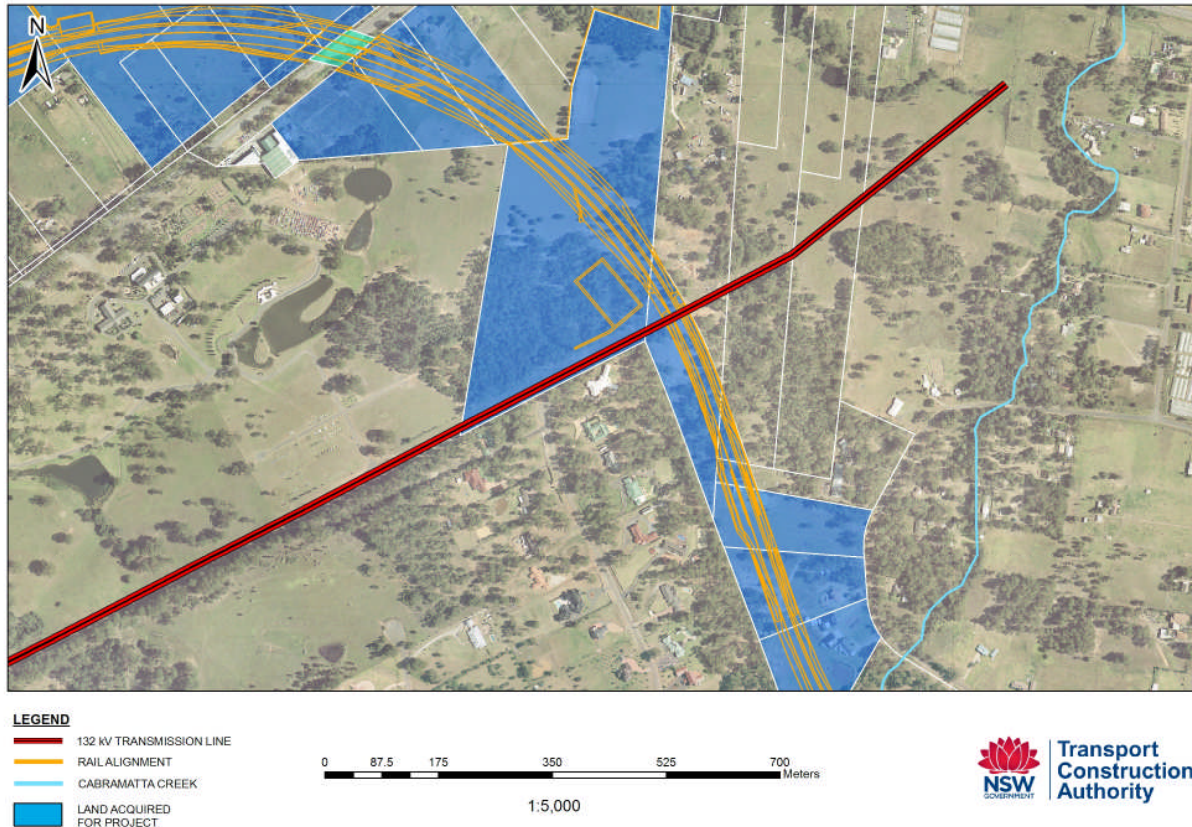 N
LEGEND
132 kV TRANSMISSION LINE
RAIL ALIGNMENT
CABRAMATTA CREEK
LAND ACQUIRED
FOR PROJECT
0 87.5 175 350 525 700
Meters
1:5,000
NSW
GOVERNMENT
Transport
Construction
Authority